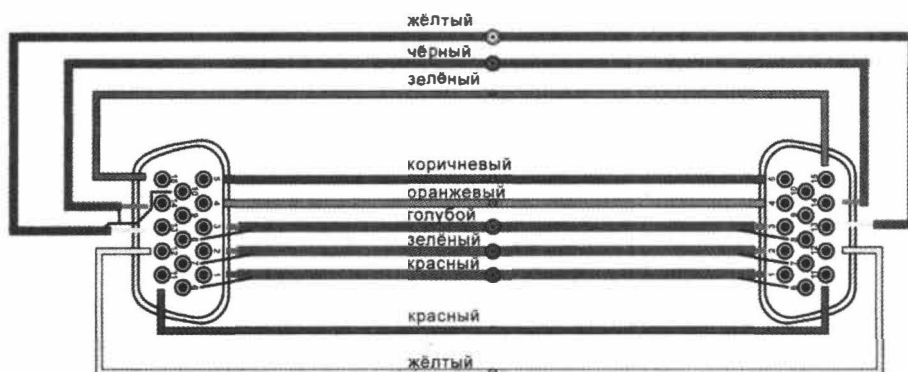 жёлтый
чёрный
зелёный
коричневый
оранжевый
голубой
зелёный
красный
красный
жёлтый